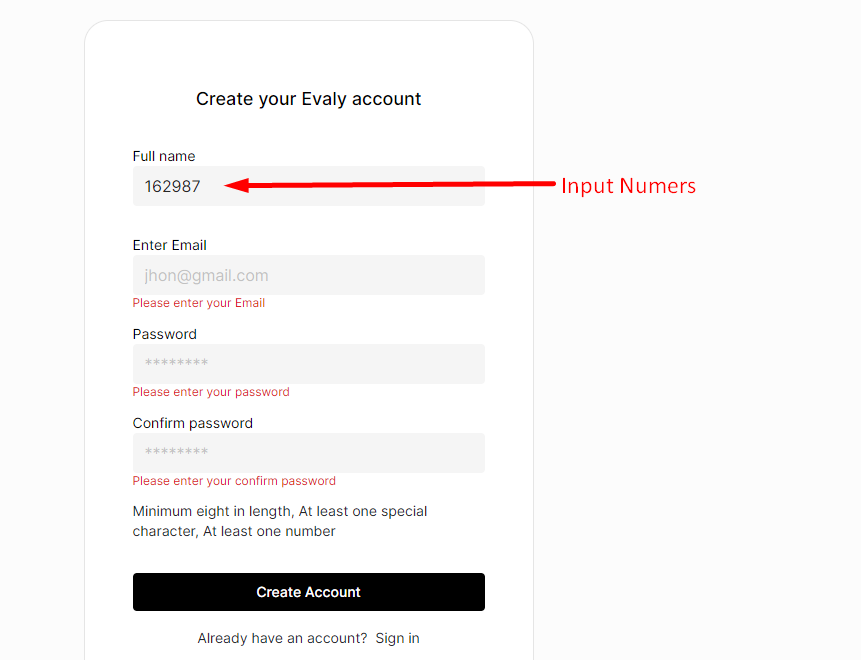 Create your Evaly account
Full name
162987
Input Numers
Enter Email
jhon@gmail.com
Please enter your Email
Password
********
Please enter your password
Confirm password
********
Please enter your confirm password
Minimum eight in length, At least one special
character, At least one number
Create Account
Already have an account? Sign in